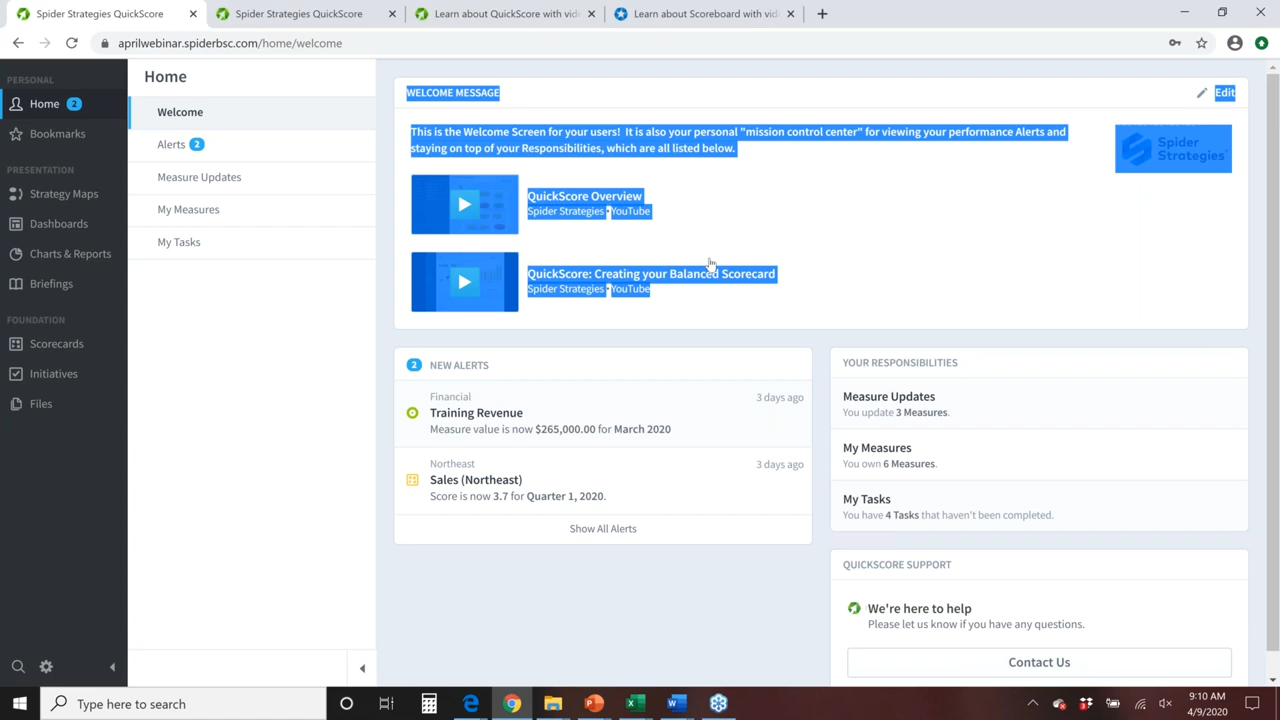 Spider Strategies QuickScore
Spider Strategies QuickScore
Learn about QuickScore with vide
Learn about Scoreboard with vid
aprilwebinar.spiderbsc.com/home/welcome
PERSONAL
Home 2
Bookmarks
PRESENTATION
Strategy Maps
Dashboards
Charts & Reports
Briefings
FOUNDATION
Scorecards
Initiatives
Files
Home
Welcome
Alerts 2
Measure Updates
My Measures
My Tasks
WELCOME MESSAGE
Edit
This is the Welcome Screen for your users! It is also your personal "mission control center" for viewing your performance Alerts and
staying on top of your Responsibilities, which are all listed below.
Spider
Strategies
QuickScore Overview
Spider Strategies • YouTube
QuickScore: Creating your Balanced Scorecard
Spider Strategies • YouTube
2 NEW ALERTS
Financial
3 days ago
Training Revenue
Measure value is now $265,000.00 for March 2020
Northeast
3 days ago
Sales (Northeast)
Score is now 3.7 for Quarter 1, 2020.
Show All Alerts
YOUR RESPONSIBILITIES
Measure Updates
You update 3 Measures.
My Measures
You own 6 Measures.
My Tasks
You have 4 Tasks that haven't been completed.
QUICKSCORE SUPPORT
We're here to help
Please let us know if you have any questions.
Contact Us
Type here to search
9:10 AM
4/9/2020